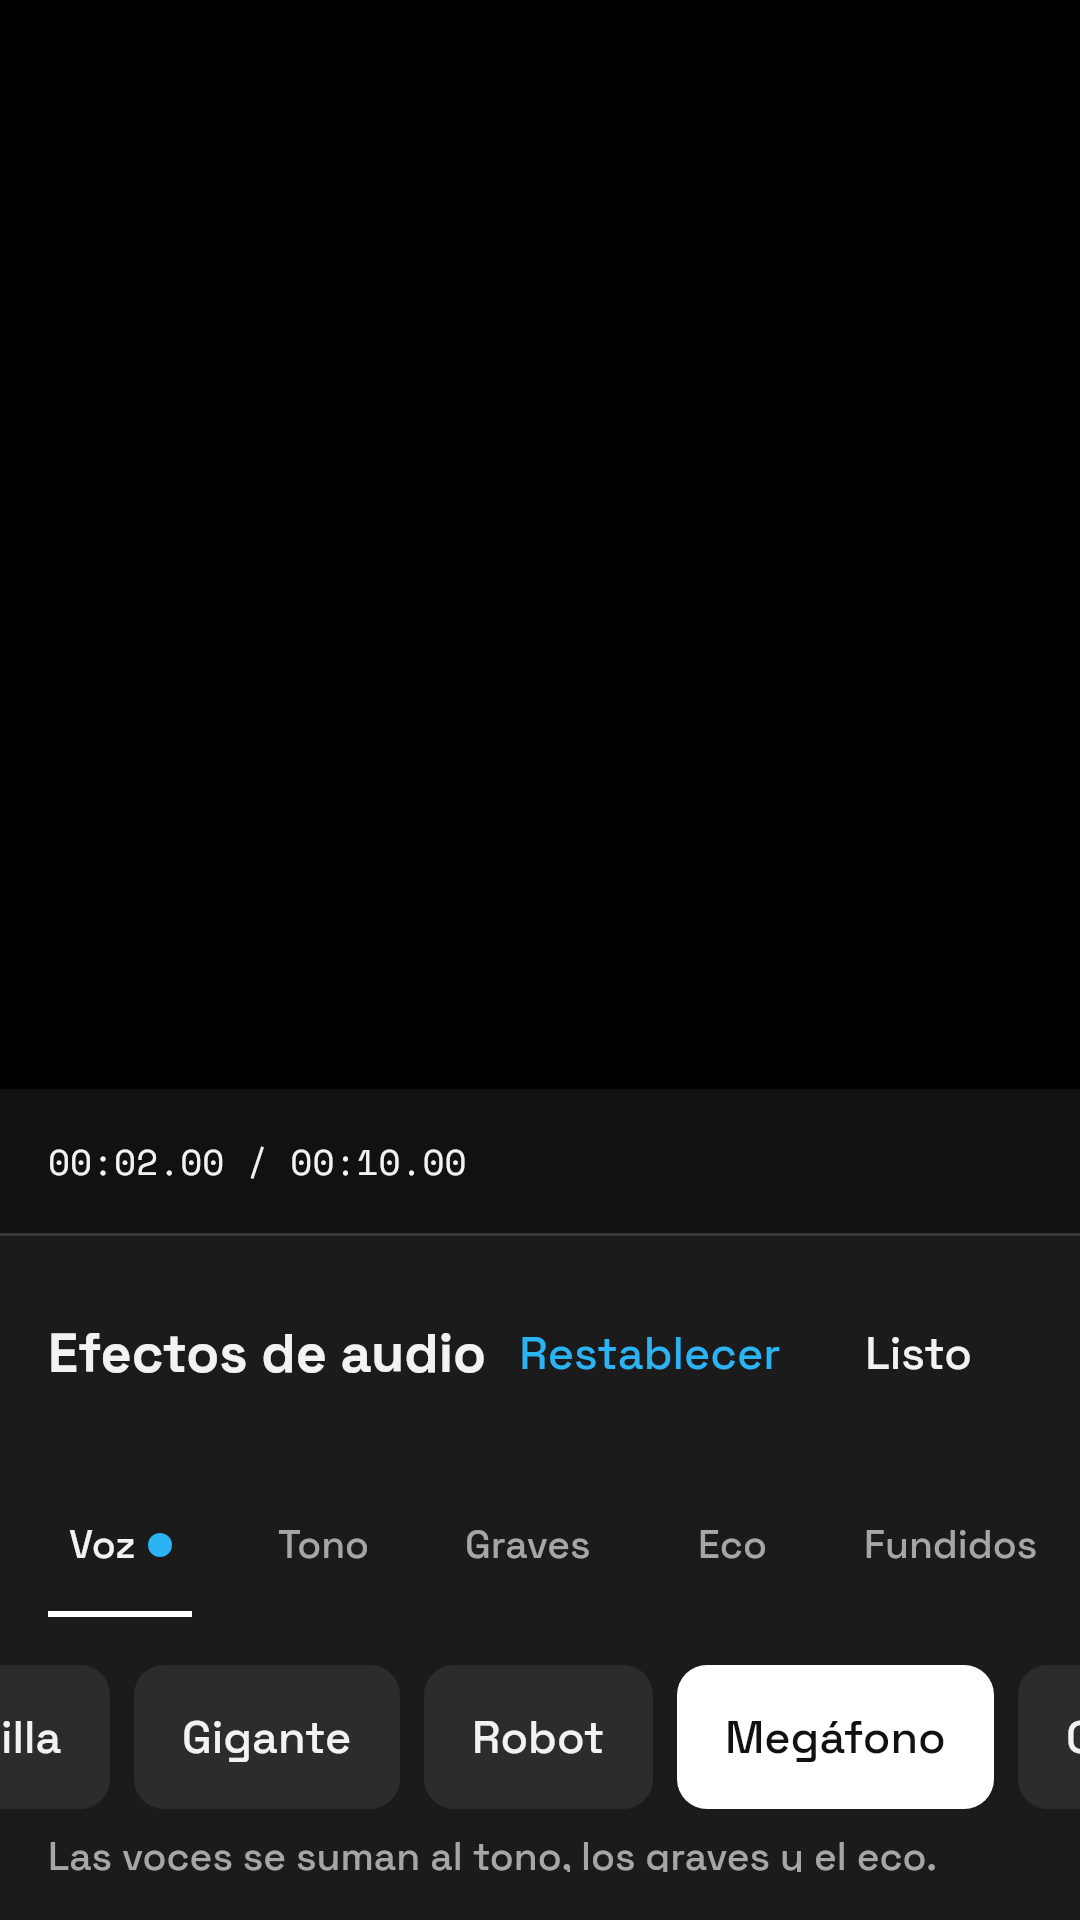 00:02.00 / 00:10.00
Efectos de audio Restablecer Listo
Voz Tono Graves Eco Fundidos
illa Gigante Robot Megáfono
Las voces se suman al tono, los graves y el eco.